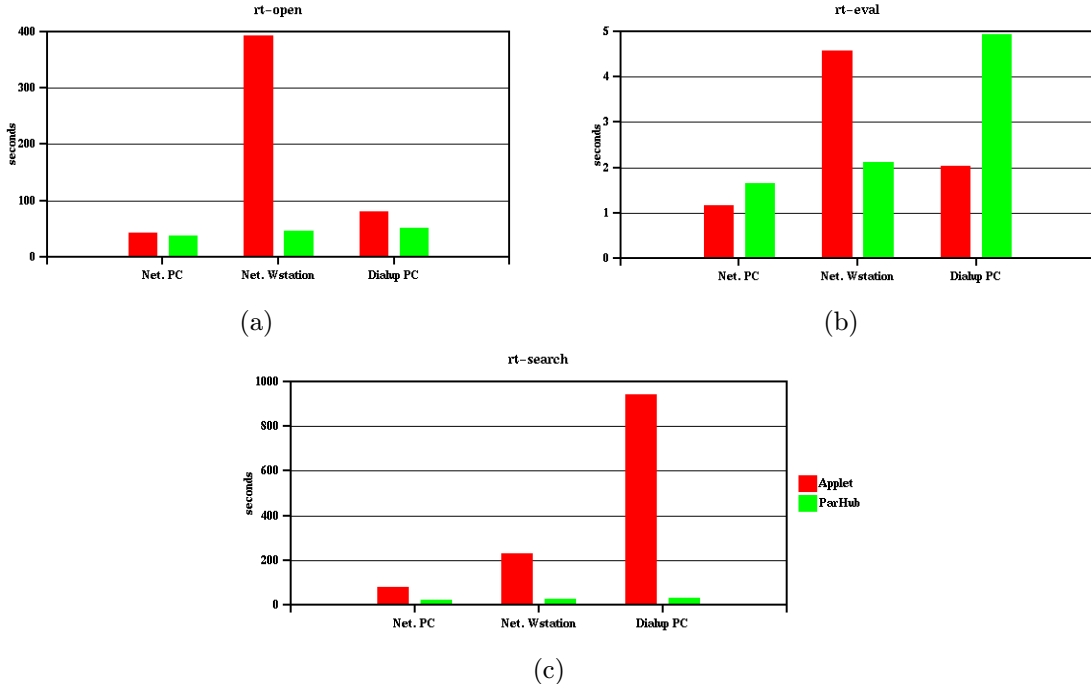 rt-open
400
300
200
100
0
seconds
Net. PC
Net. Wstation
Dialup PC
(a)
rt-eval
5
4
3
2
1
0
seconds
Net. PC
Net. Wstation
Dialup PC
(b)
rt-search
1000
800
600
400
200
0
seconds
Net. PC
Net. Wstation
Dialup PC
Applet
ParHub
(c)